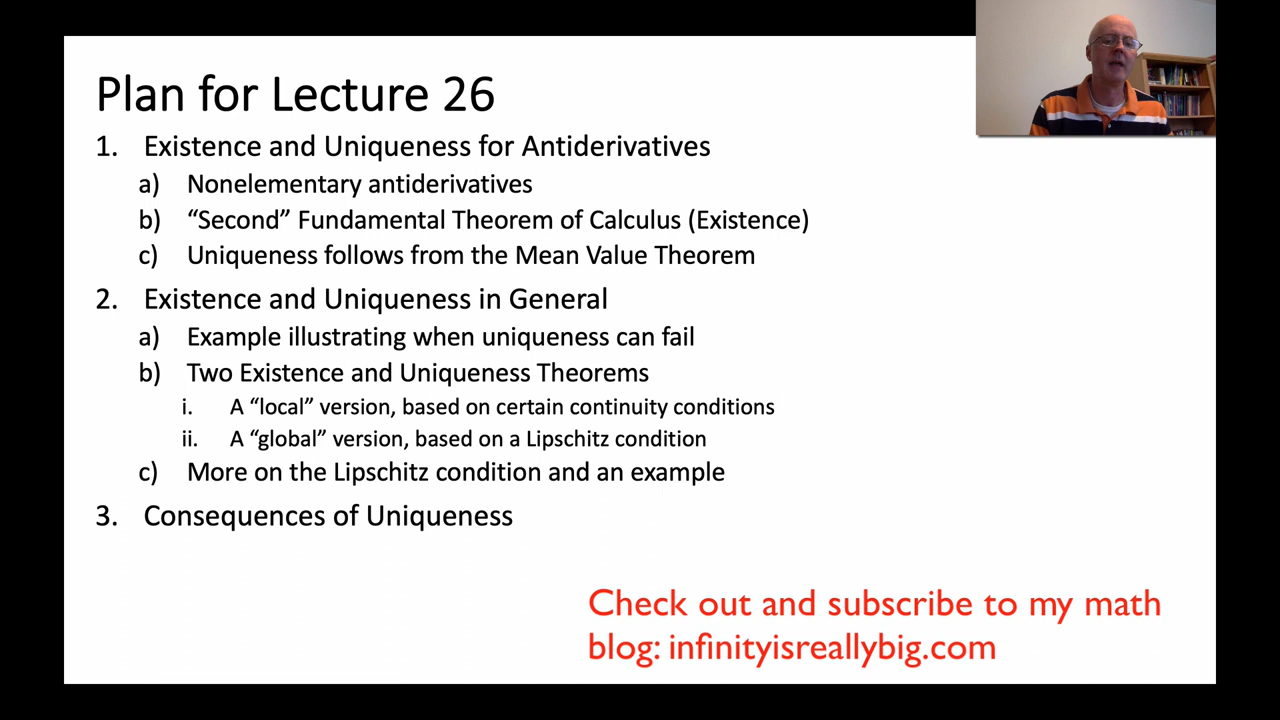 Plan for Lecture 26
1. Existence and Uniqueness for Antiderivatives
a) Nonelementary antiderivatives
b) “Second” Fundamental Theorem of Calculus (Existence)
c) Uniqueness follows from the Mean Value Theorem
2. Existence and Uniqueness in General
a) Example illustrating when uniqueness can fail
b) Two Existence and Uniqueness Theorems
i. A “local” version, based on certain continuity conditions
ii. A “global” version, based on a Lipschitz condition
c) More on the Lipschitz condition and an example
3. Consequences of Uniqueness
Check out and subscribe to my math
blog: infinityisreallybig.com